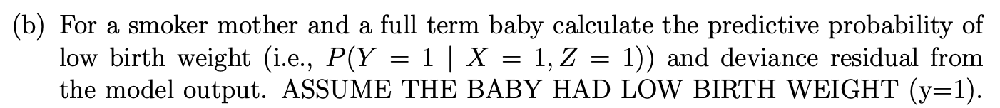 (b) For a smoker mother and a full term baby calculate the predictive probability of
low birth weight (i.e., P(Y = 1 | X = 1, Z = 1)) and deviance residual from
the model output. ASSUME THE BABY HAD LOW BIRTH WEIGHT (y=1).